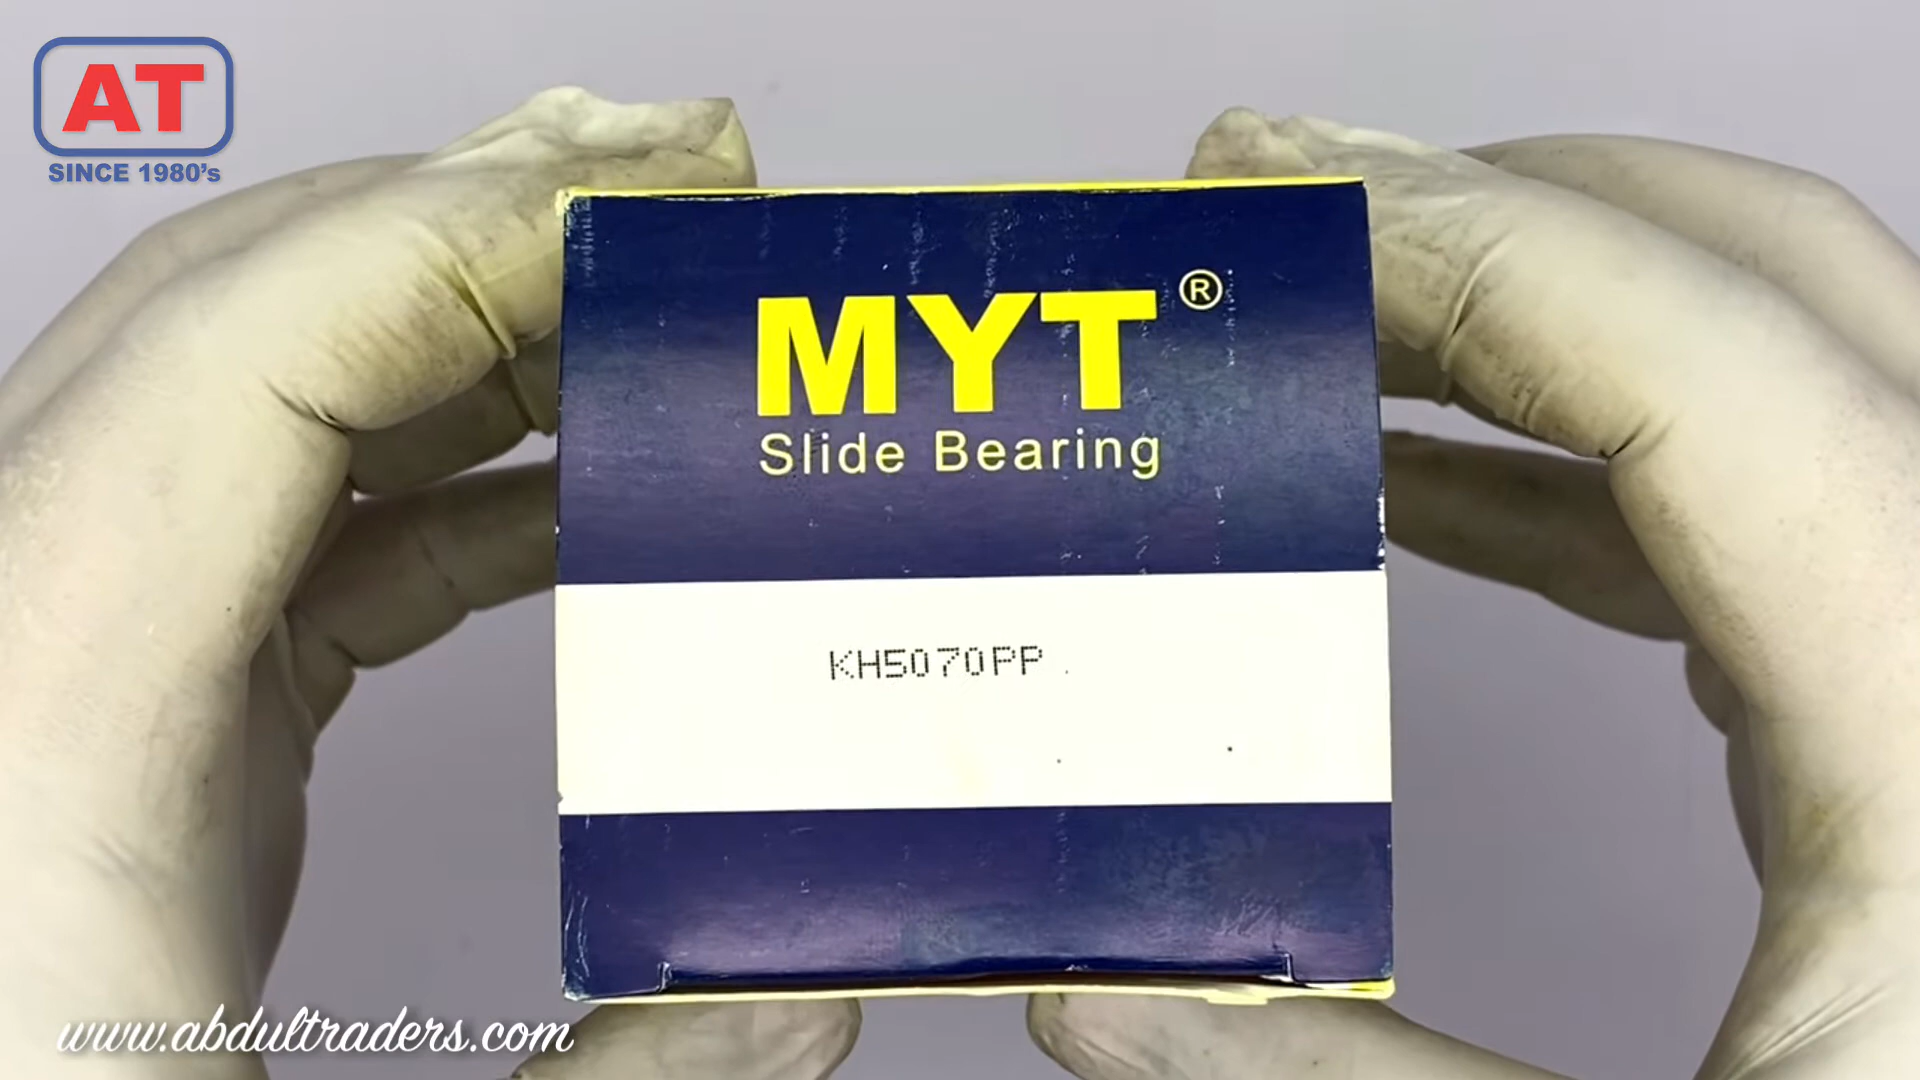 AT
SINCE 1980’s
MYT®
Slide Bearing
KH5070PP
www.abdultraders.com